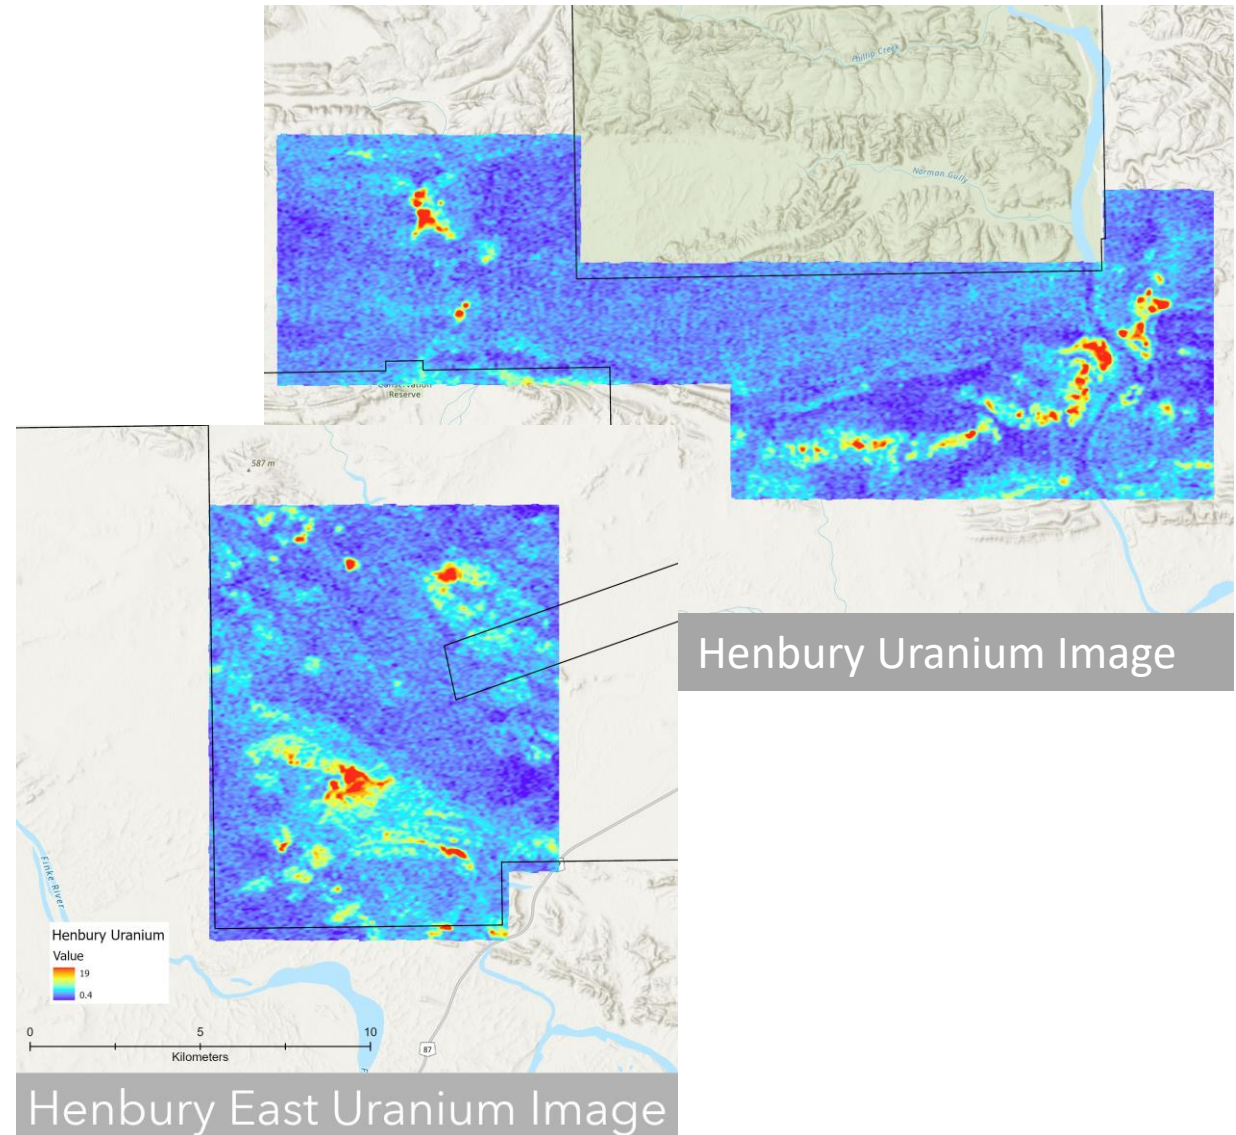 Phillip Creek
Norman Gully
Conservation
Reserve
587 m
Henbury Uranium Image
Finke River
Henbury Uranium
Value
19
0.4
0 5 10
Kilometers
87
Henbury East Uranium Image